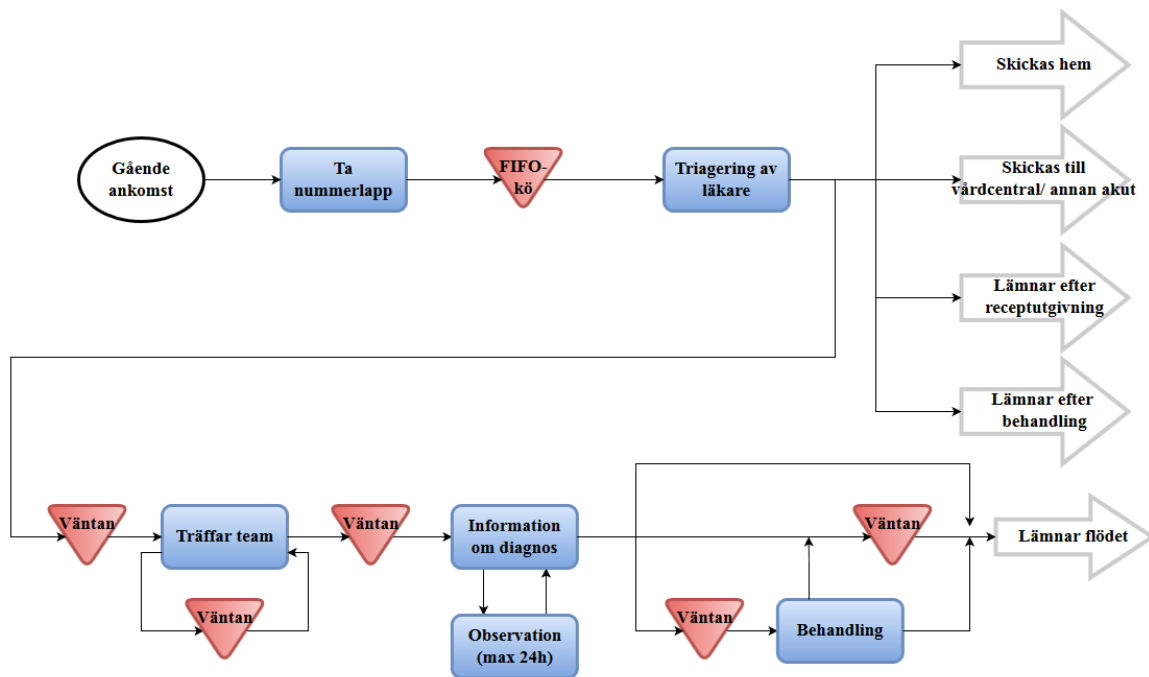 Skickas hem
Gående
ankomst
Ta
nummerlapp
FIFO-
kö
Triagering av
läkare
Skickas till
vårdcentral/ annan akut
Lämnar efter
receptutgivning
Lämnar efter
behandling
Väntan
Träffar team
Väntan
Information
om diagnos
Väntan
Lämnar flödet
Väntan
Observation
(max 24h)
Väntan
Behandling